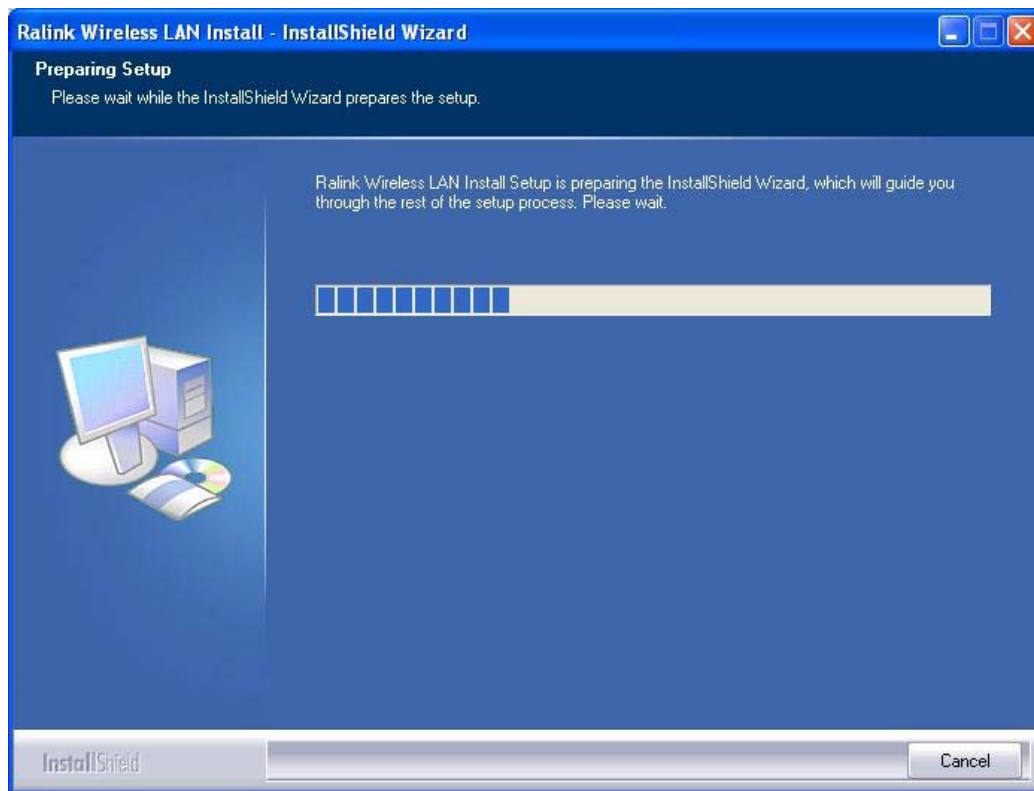 Ralink Wireless LAN Install - InstallShield Wizard
Preparing Setup
Please wait while the InstallShield Wizard prepares the setup.
Ralink Wireless LAN Install Setup is preparing the InstallShield Wizard, which will guide you
through the rest of the setup process. Please wait.
InstallShield
Cancel